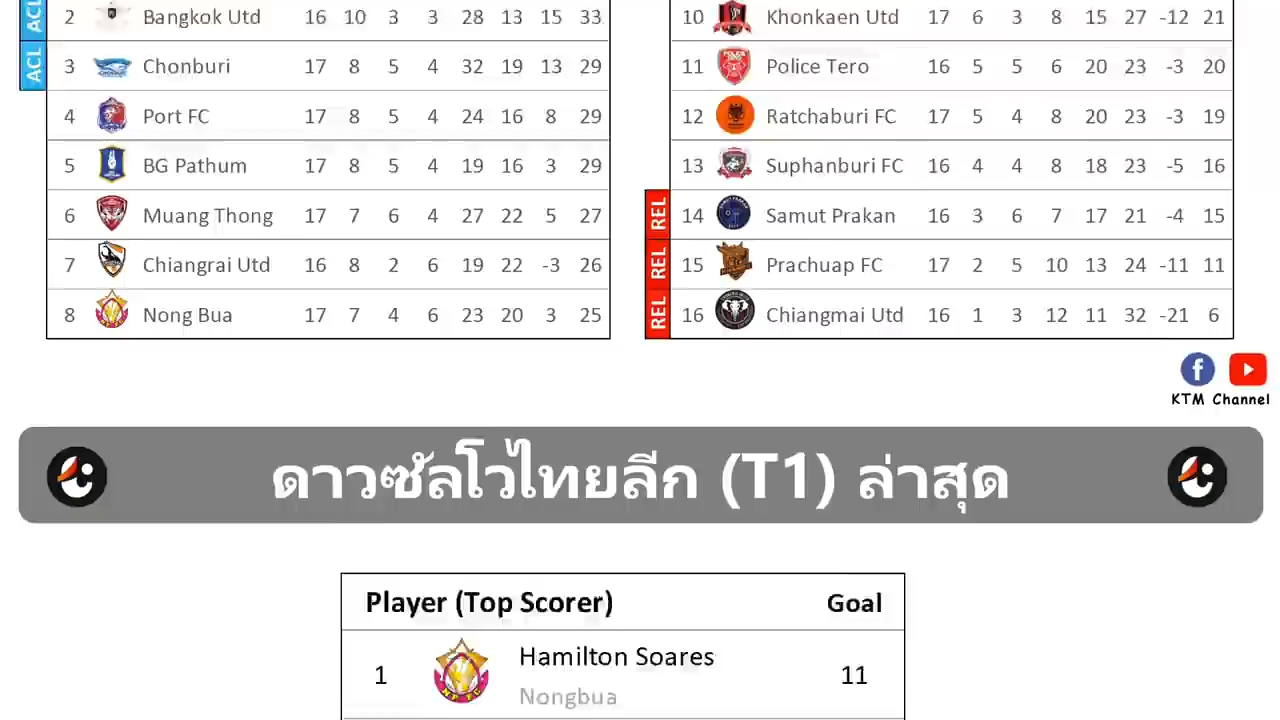 ACL 2 Bangkok Utd 16 10 3 3 28 13 15 33
ACL 3 Chonburi 17 8 5 4 32 19 13 29
4 Port FC 17 8 5 4 24 16 8 29
5 BG Pathum 17 8 5 4 19 16 3 29
6 Muang Thong 17 7 6 4 27 22 5 27
7 Chiangrai Utd 16 8 2 6 19 22 -3 26
8 Nong Bua 17 7 4 6 23 20 3 25
10 Khonkaen Utd 17 6 3 8 15 27 -12 21
11 Police Tero 16 5 5 6 20 23 -3 20
12 Ratchaburi FC 17 5 4 8 20 23 -3 19
13 Suphanburi FC 16 4 4 8 18 23 -5 16
REL 14 Samut Prakan 16 3 6 7 17 21 -4 15
REL 15 Prachuap FC 17 2 5 10 13 24 -11 11
REL 16 Chiangmai Utd 16 1 3 12 11 32 -21 6
KTM Channel
ดาวซัลโวไทยลีก (T1) ล่าสุด
Player (Top Scorer) Goal
1 Hamilton Soares 11
Nongbua